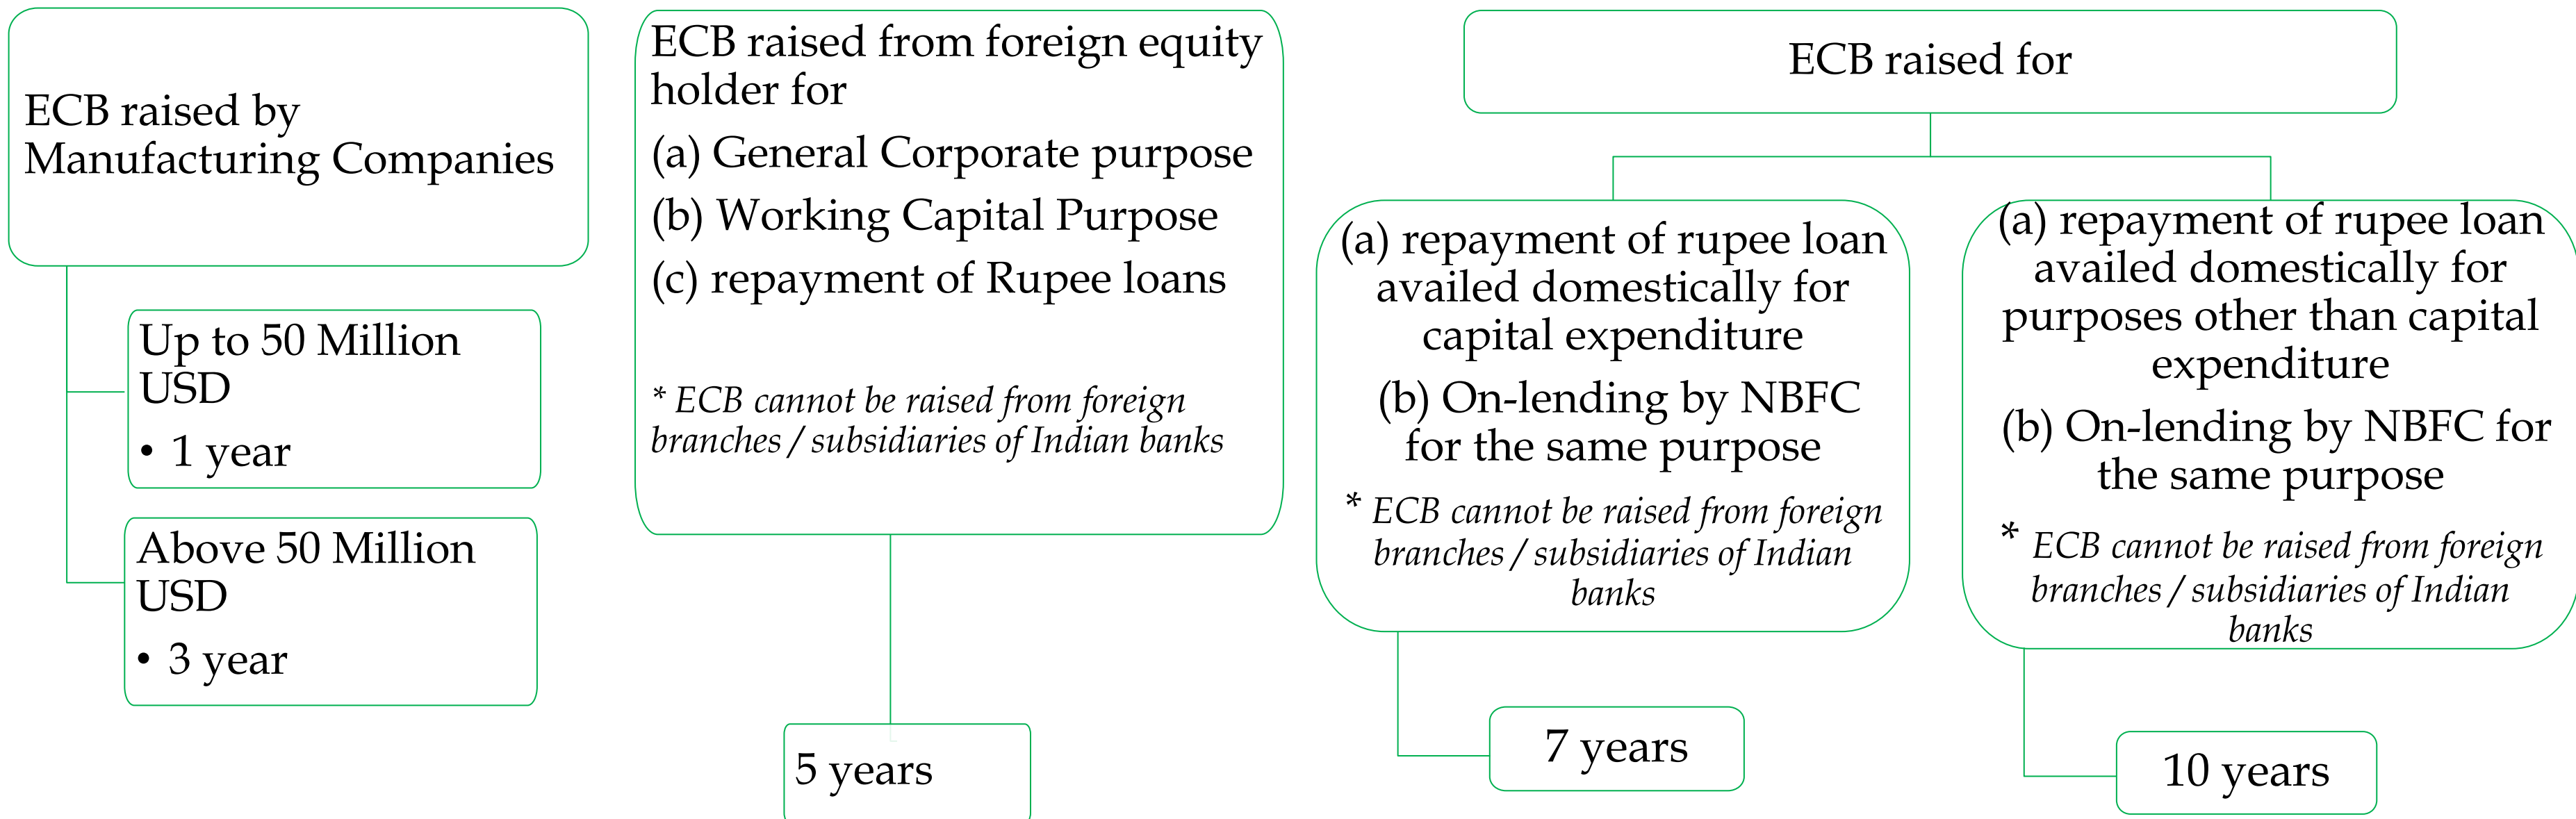 ECB raised by
Manufacturing Companies
Up to 50 Million
USD
• 1 year
Above 50 Million
USD
• 3 year
ECB raised from foreign equity
holder for
(a) General Corporate purpose
(b) Working Capital Purpose
(c) repayment of Rupee loans
* ECB cannot be raised from foreign
branches / subsidiaries of Indian banks
5 years
ECB raised for
(a) repayment of rupee loan
availed domestically for
capital expenditure
(b) On-lending by NBFC
for the same purpose
* ECB cannot be raised from foreign
branches / subsidiaries of Indian
banks
7 years
(a) repayment of rupee loan
availed domestically for
purposes other than capital
expenditure
(b) On-lending by NBFC for
the same purpose
* ECB cannot be raised from foreign
branches / subsidiaries of Indian
banks
10 years